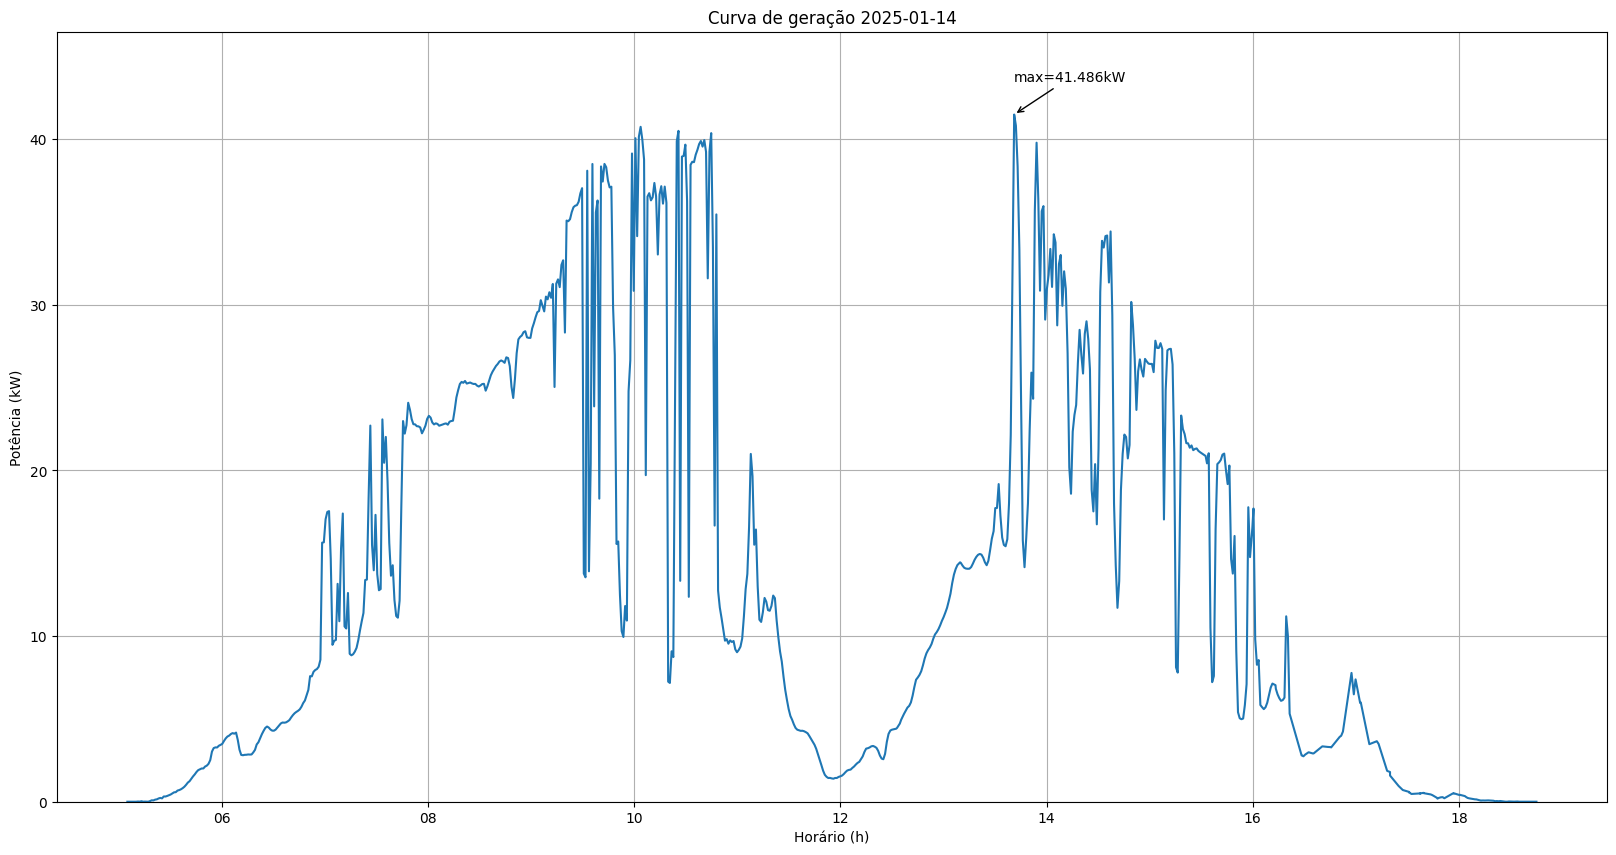 Curva de geração 2025-01-14
max=41.486kW
Potência (kW)
40
30
20
10
0
06 08 10 12 14 16 18
Horário (h)